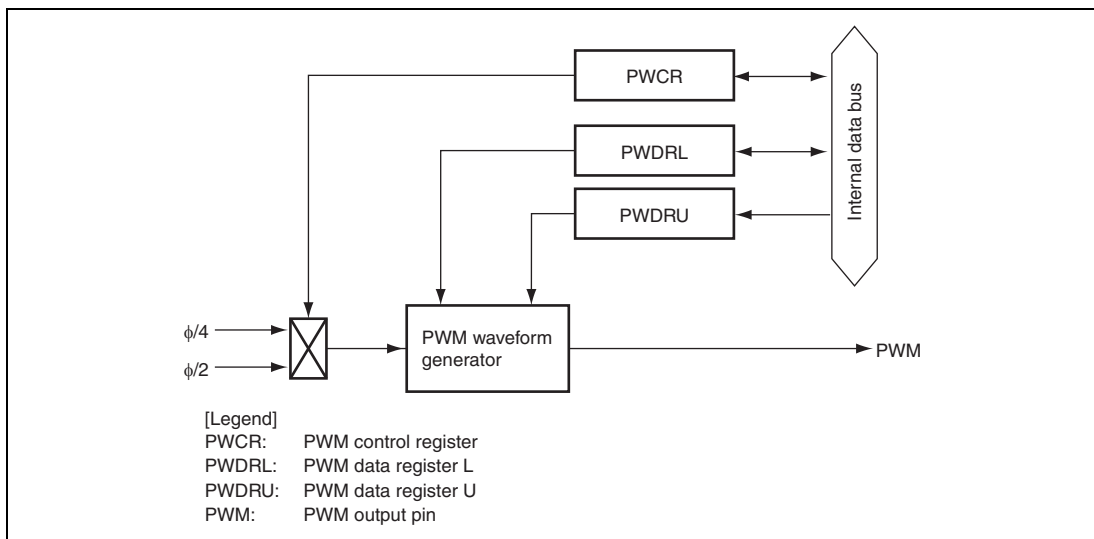 PWCR
PWDRL
PWDRU
Internal data bus
ϕ/4
ϕ/2
PWM waveform
generator
PWM
[Legend]
PWCR: PWM control register
PWDRL: PWM data register L
PWDRU: PWM data register U
PWM: PWM output pin